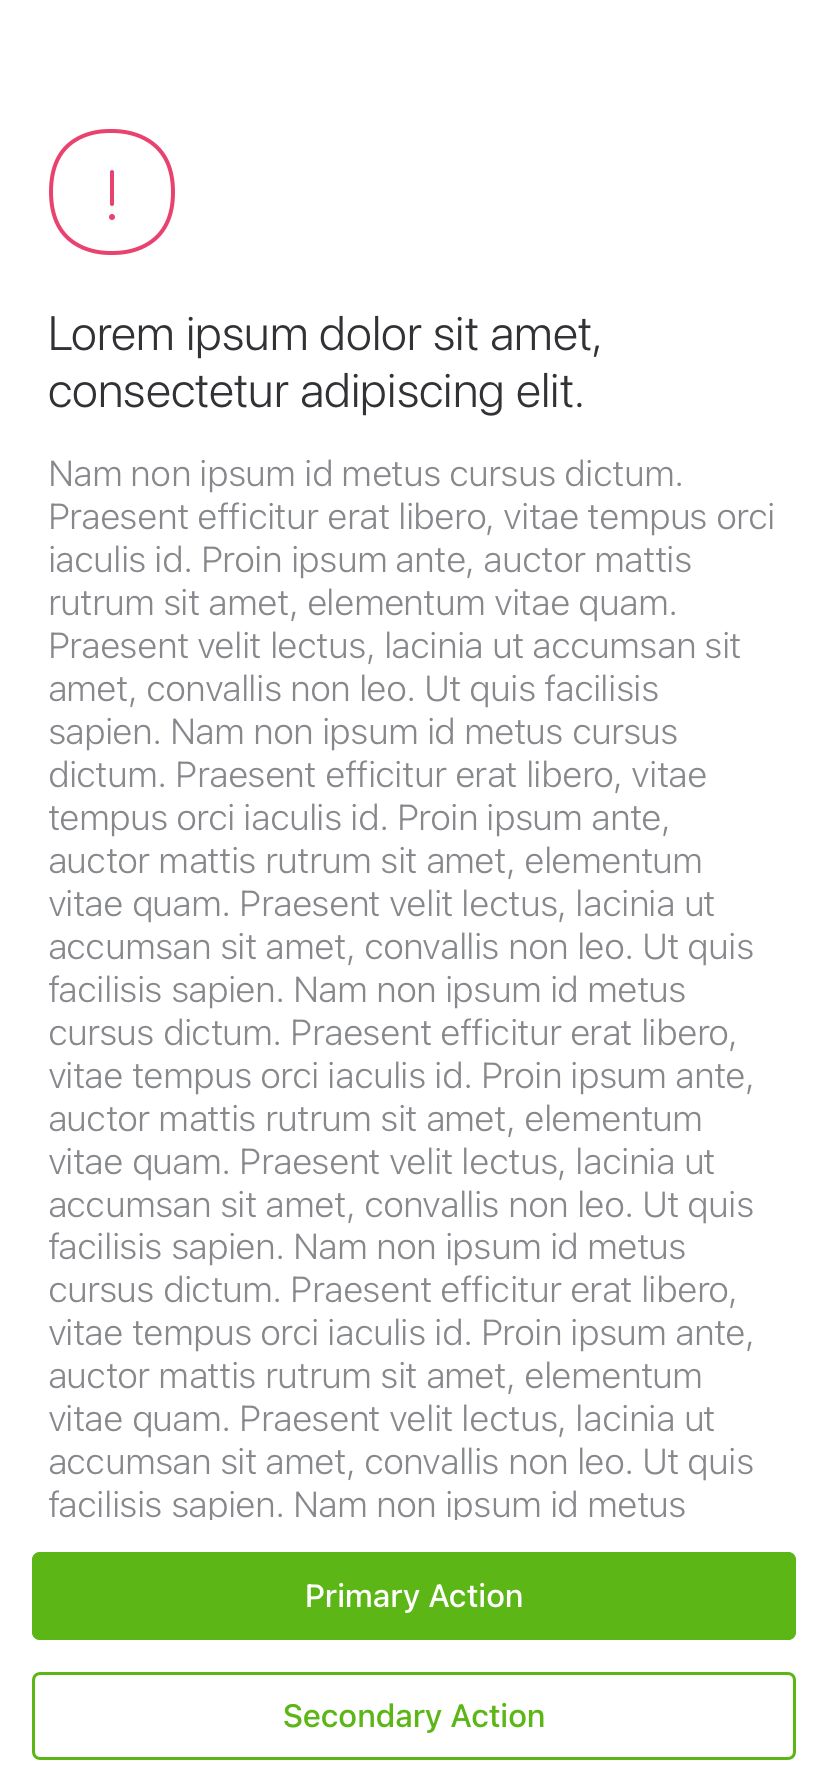 Lorem ipsum dolor sit amet,
consectetur adipiscing elit.
Nam non ipsum id metus cursus dictum.
Praesent efficitur erat libero, vitae tempus orci
iaculis id. Proin ipsum ante, auctor mattis
rutrum sit amet, elementum vitae quam.
Praesent velit lectus, lacinia ut accumsan sit
amet, convallis non leo. Ut quis facilisis
sapien. Nam non ipsum id metus cursus
dictum. Praesent efficitur erat libero, vitae
tempus orci iaculis id. Proin ipsum ante,
auctor mattis rutrum sit amet, elementum
vitae quam. Praesent velit lectus, lacinia ut
accumsan sit amet, convallis non leo. Ut quis
facilisis sapien. Nam non ipsum id metus
cursus dictum. Praesent efficitur erat libero,
vitae tempus orci iaculis id. Proin ipsum ante,
auctor mattis rutrum sit amet, elementum
vitae quam. Praesent velit lectus, lacinia ut
accumsan sit amet, convallis non leo. Ut quis
facilisis sapien. Nam non ipsum id metus
cursus dictum. Praesent efficitur erat libero,
vitae tempus orci iaculis id. Proin ipsum ante,
auctor mattis rutrum sit amet, elementum
vitae quam. Praesent velit lectus, lacinia ut
accumsan sit amet, convallis non leo. Ut quis
facilisis sapien. Nam non ipsum id metus
Primary Action
Secondary Action